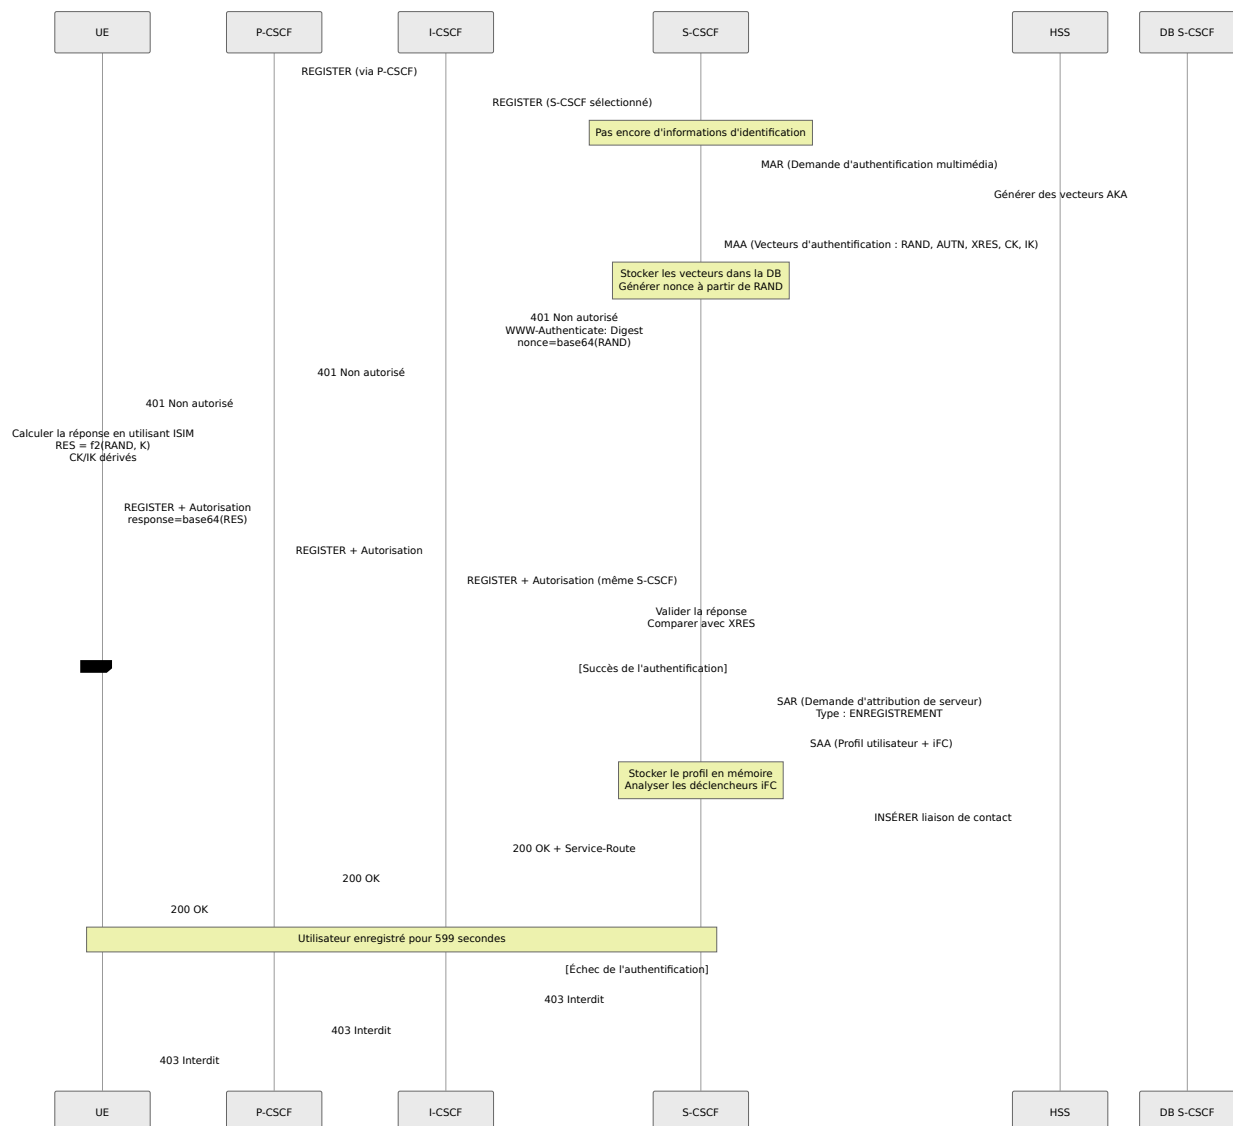 UE
P-CSCF
I-CSCF
S-CSCF
HSS
DB S-CSCF
REGISTER (via P-CSCF)
REGISTER (S-CSCF sélectionné)
Pas encore d'informations d'identification
MAR (Demande d'authentification multimédia)
Générer des vecteurs AKA
MAA (Vecteurs d'authentification : RAND, AUTN, XRES, CK, IK)
Stocker les vecteurs dans la DB
Générer nonce à partir de RAND
401 Non autorisé
WWW-Authenticate: Digest
nonce=base64(RAND)
401 Non autorisé
401 Non autorisé
Calculer la réponse en utilisant ISIM
RES = f2(RAND, K)
CK/IK dérivés
REGISTER + Autorisation
response=base64(RES)
REGISTER + Autorisation
REGISTER + Autorisation (même S-CSCF)
Valider la réponse
Comparer avec XRES
[Succès de l'authentification]
SAR (Demande d'attribution de serveur)
Type : ENREGISTREMENT
SAA (Profil utilisateur + iFC)
Stocker le profil en mémoire
Analyser les déclencheurs iFC
INSÉRER liaison de contact
200 OK + Service-Route
200 OK
200 OK
Utilisateur enregistré pour 599 secondes
[Échec de l'authentification]
403 Interdit
403 Interdit
403 Interdit
UE
P-CSCF
I-CSCF
S-CSCF
HSS
DB S-CSCF